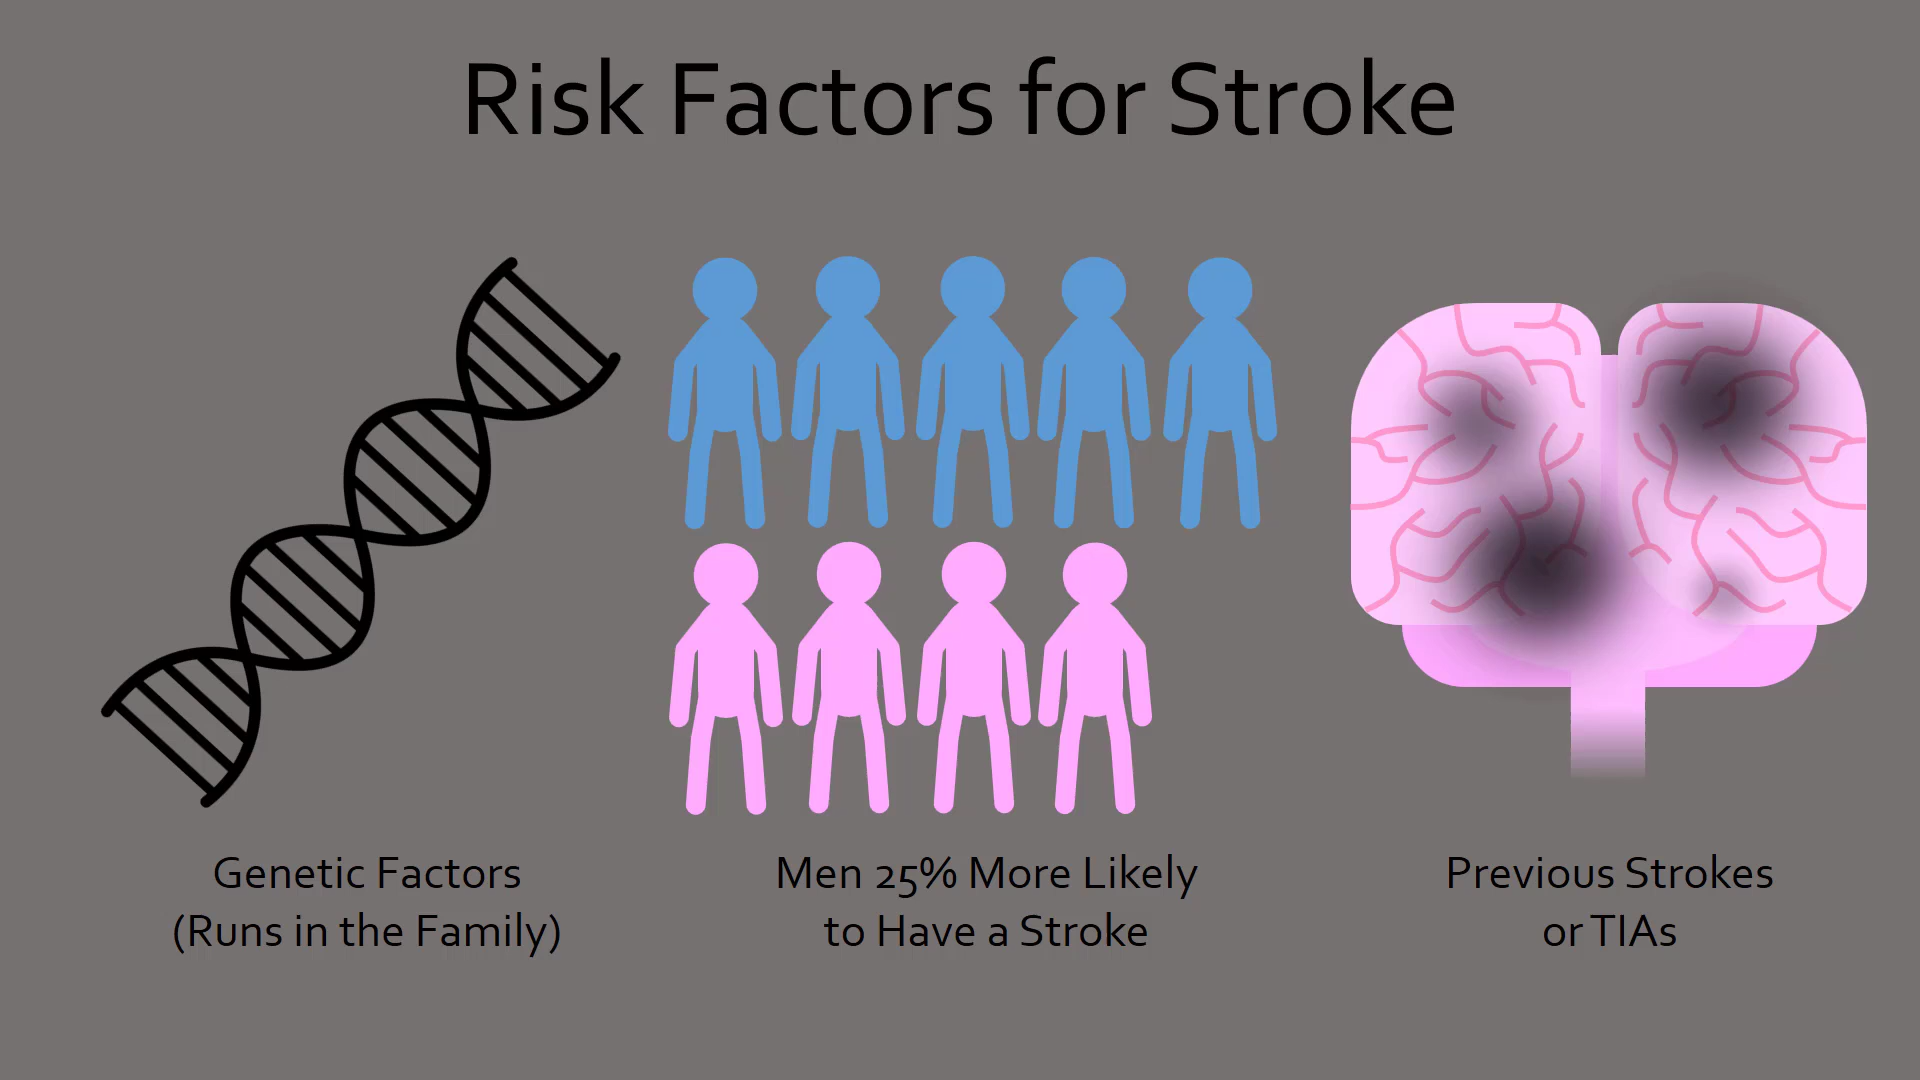 Risk Factors for Stroke
Genetic Factors
(Runs in the Family)
Men 25% More Likely
to Have a Stroke
Previous Strokes
or TIAs